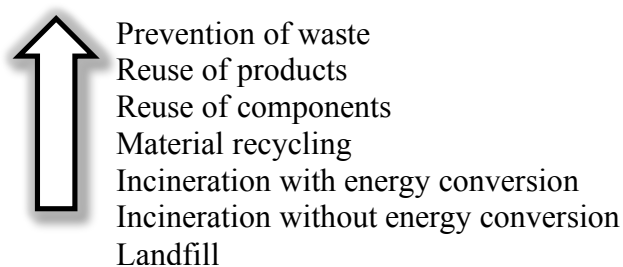 Prevention of waste
Reuse of products
Reuse of components
Material recycling
Incineration with energy conversion
Incineration without energy conversion
Landfill